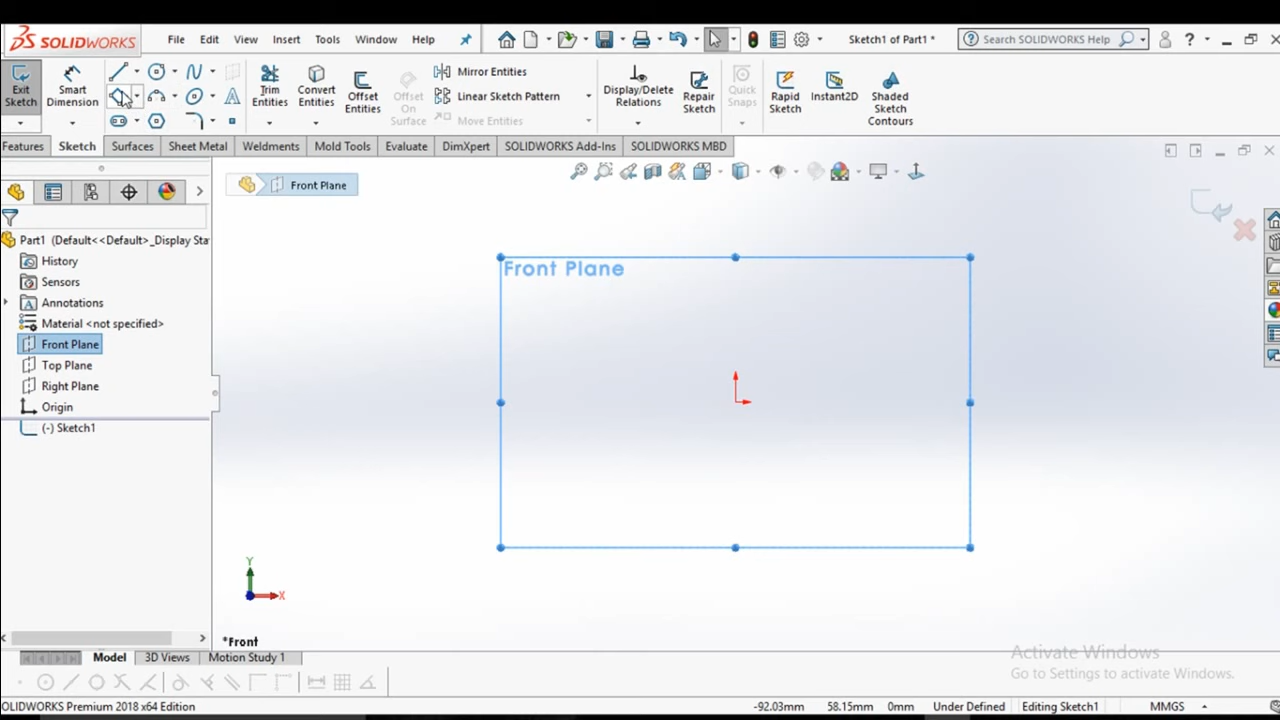 SOLIDWORKS File Edit View Insert Tools Window Help Sketch1 of Part1 * Search SOLIDWORKS Help ?
Exit Sketch
Smart Dimension
Trim Entities
Convert Entities
Offset Entities
Offset On Surface
Mirror Entities
Linear Sketch Pattern
Move Entities
Display/Delete Relations
Repair Sketch
Quick Snaps
Rapid Sketch
Instant2D
Shaded Sketch Contours
Features Sketch Surfaces Sheet Metal Weldments Mold Tools Evaluate DimXpert SOLIDWORKS Add-Ins SOLIDWORKS MBD
Front Plane
Part1 (Default<<Default>_Display Sta
History
Sensors
Annotations
Material <not specified>
Front Plane
Top Plane
Right Plane
Origin
(-) Sketch1
Front Plane
Y
X
*Front
Activate Windows
Go to Settings to activate Windows.
Model 3D Views Motion Study 1
SOLIDWORKS Premium 2018 x64 Edition -92.03mm 58.15mm 0mm Under Defined Editing Sketch1 MMGS